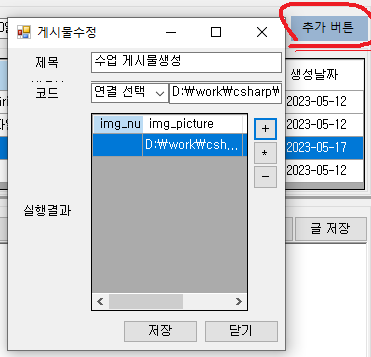 게시물수정
추가 버튼
제목
수업 게시물생성
생성날짜
코드
연결 선택
D:\work\csharp\
2023-05-12
img_nu
img_picture
+
2023-05-12
D:\work\csh...
*
2023-05-17
−
2023-05-12
실행결과
글 저장
저장
닫기